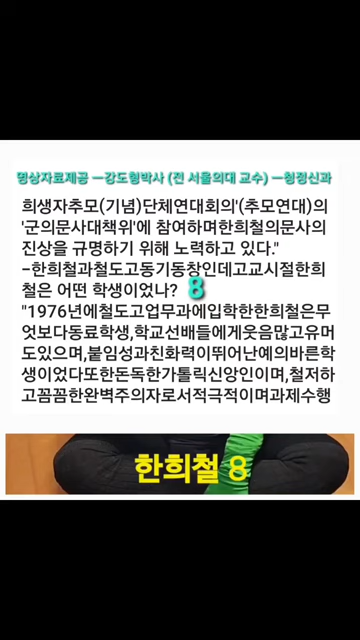 영상자료제공 —강도형박사 (전 서울의대 교수) —청정신과
희생자추모(기념)단체연대회의'(추모연대)의
'군의문사대책위'에 참여하며한희철의문사의
진상을 규명하기 위해 노력하고 있다."
–한희철과철도고동기동창인데고교시절한희
철은 어떤 학생이었나? 8
"1976년에철도고업무과에입학한한희철은무
엇보다동료학생,학교선배들에게웃음많고유머
도있으며,붙임성과친화력이뛰어난예의바른학
생이었다또한돈독한가톨릭신앙인이며,철저하
고꼼꼼한완벽주의자로서적극적이며과제수행
한희철 8